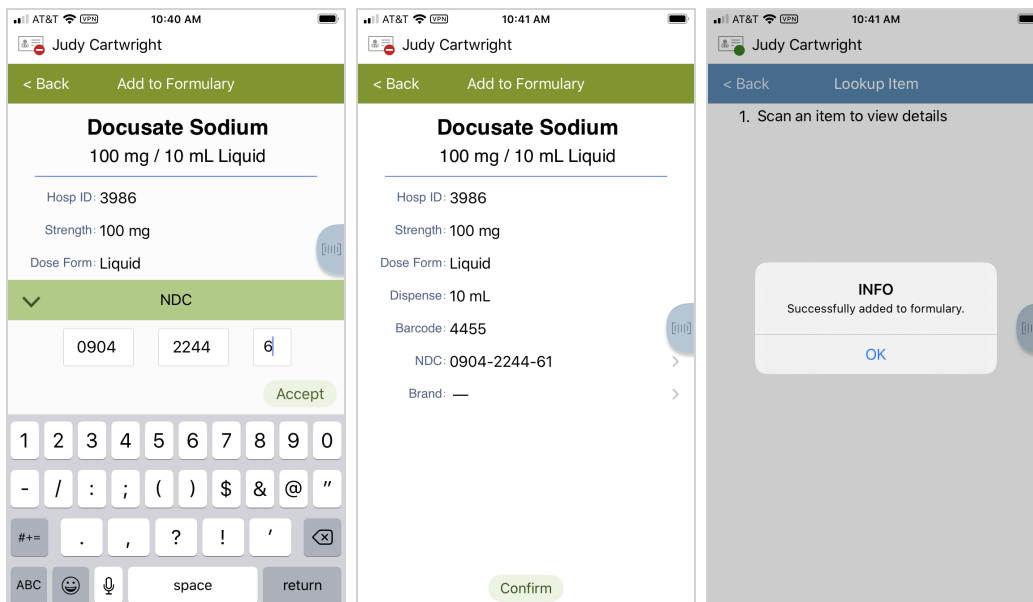 AT&T VPN 10:40 AM
Judy Cartwright
< Back Add to Formulary
Docusate Sodium
100 mg / 10 mL Liquid
Hosp ID: 3986
Strength: 100 mg
Dose Form: Liquid
NDC
0904 2244 6
Accept
1 2 3 4 5 6 7 8 9 0
- / : ; ( ) $ & @ "
#+= . , ? ! '
ABC space return
AT&T VPN 10:41 AM
Judy Cartwright
< Back Add to Formulary
Docusate Sodium
100 mg / 10 mL Liquid
Hosp ID: 3986
Strength: 100 mg
Dose Form: Liquid
Dispense: 10 mL
Barcode: 4455
NDC: 0904-2244-61
Brand: —
Confirm
AT&T VPN 10:41 AM
Judy Cartwright
< Back Lookup Item
1. Scan an item to view details
INFO
Successfully added to formulary.
OK